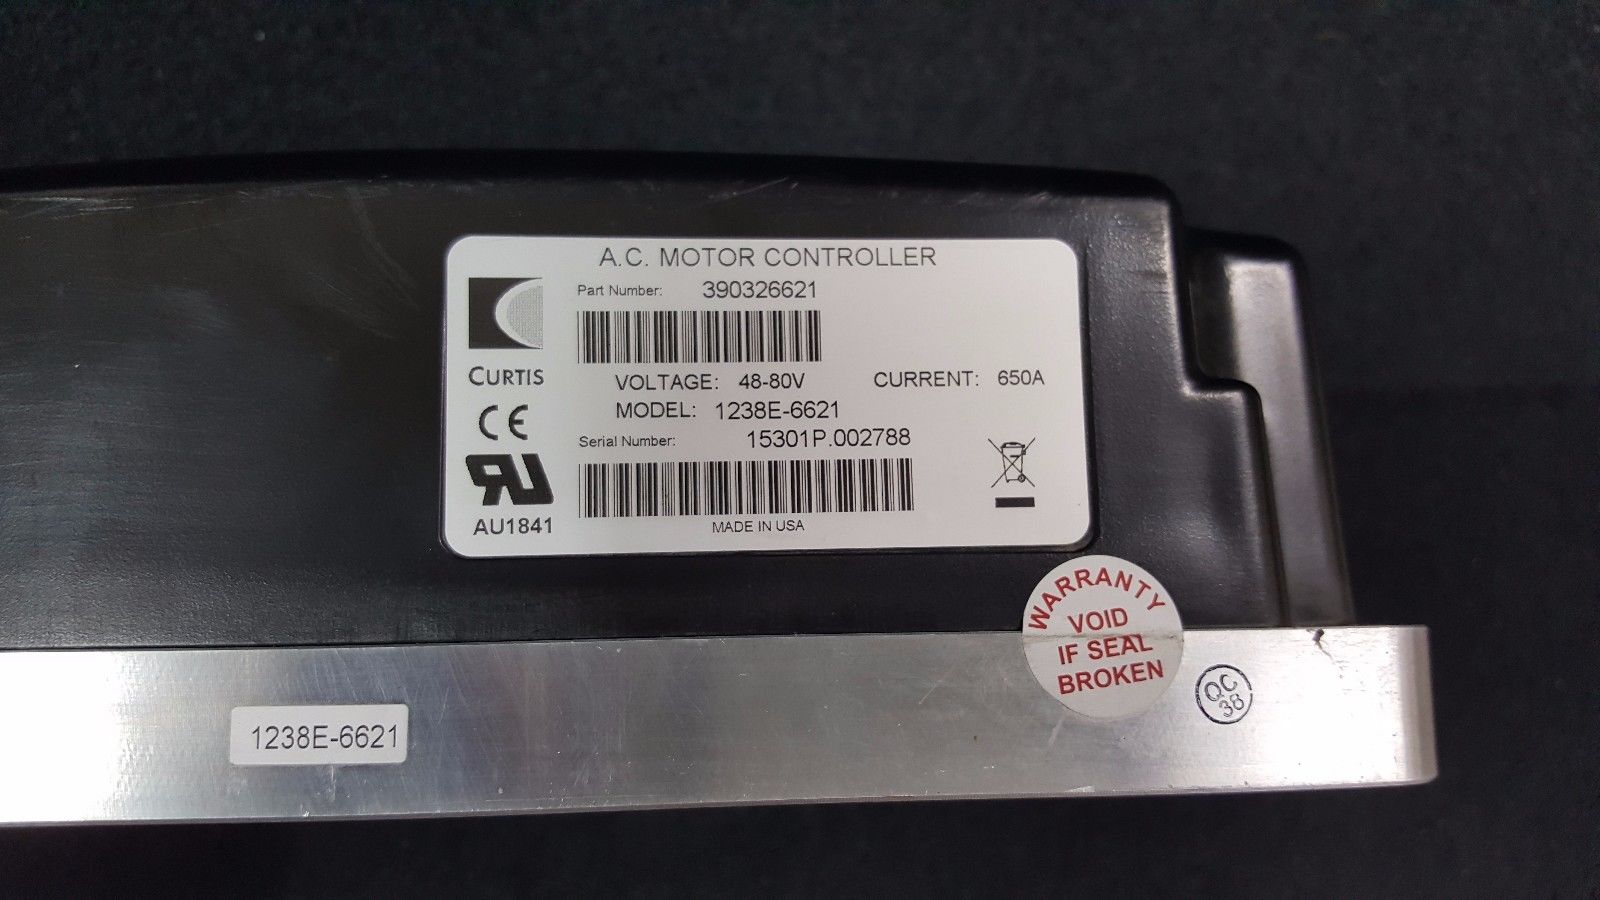 A.C. MOTOR CONTROLLER
Part Number: 390326621
CURTIS
VOLTAGE: 48-80V CURRENT: 650A
MODEL: 1238E-6621
CE
Serial Number: 15301P.002788
RU
AU1841
MADE IN USA
WARRANTY
VOID
IF SEAL
BROKEN
QC
38
1238E-6621